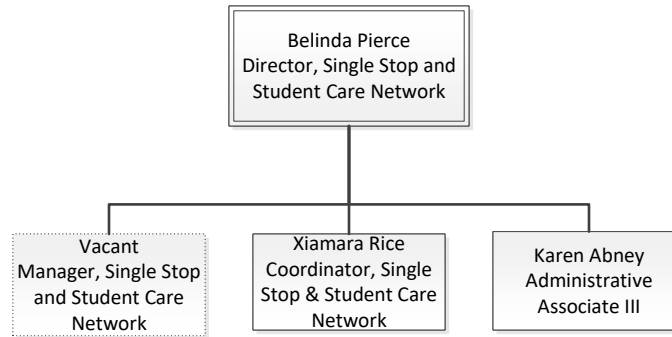 Belinda Pierce
Director, Single Stop and
Student Care Network
Vacant
Manager, Single Stop
and Student Care
Network
Xiamara Rice
Coordinator, Single
Stop & Student Care
Network
Karen Abney
Administrative
Associate III